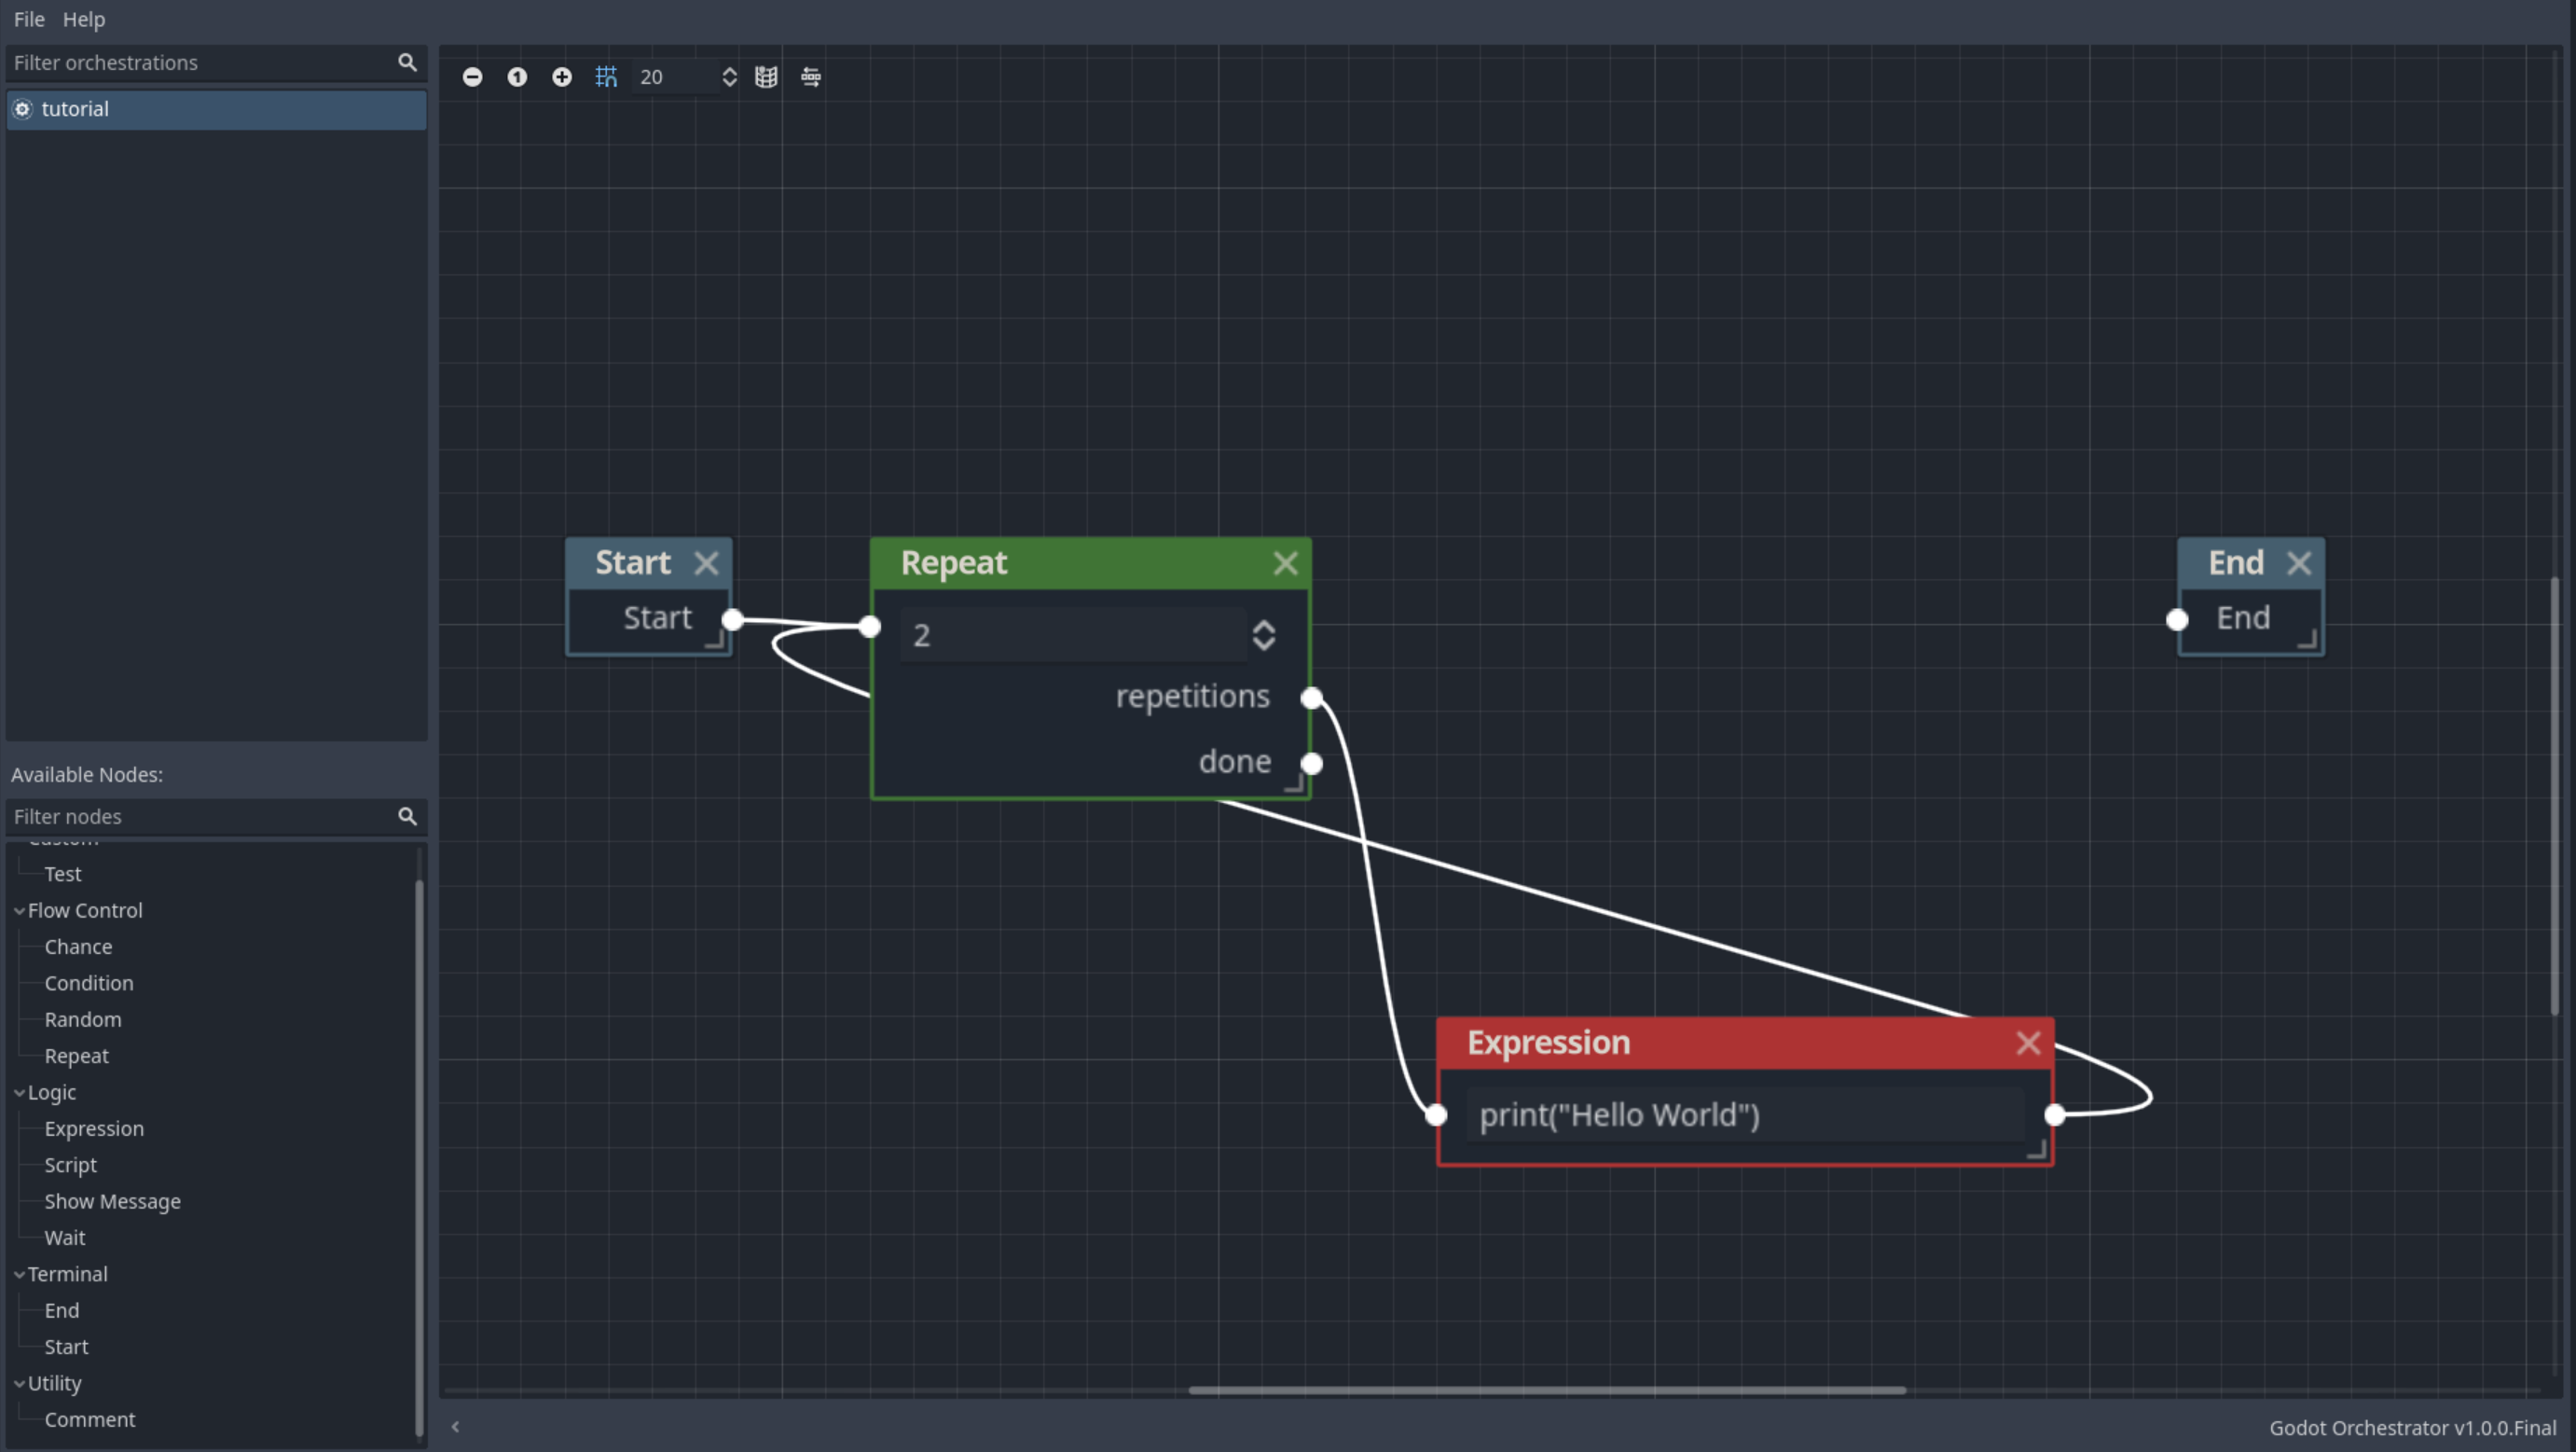 File Help
Filter orchestrations
tutorial
1
20
Start
Start
Repeat
2
repetitions
done
End
End
Expression
print("Hello World")
Available Nodes:
Filter nodes
Custom
Test
Flow Control
Chance
Condition
Random
Repeat
Logic
Expression
Script
Show Message
Wait
Terminal
End
Start
Utility
Comment
Godot Orchestrator v1.0.0.Final